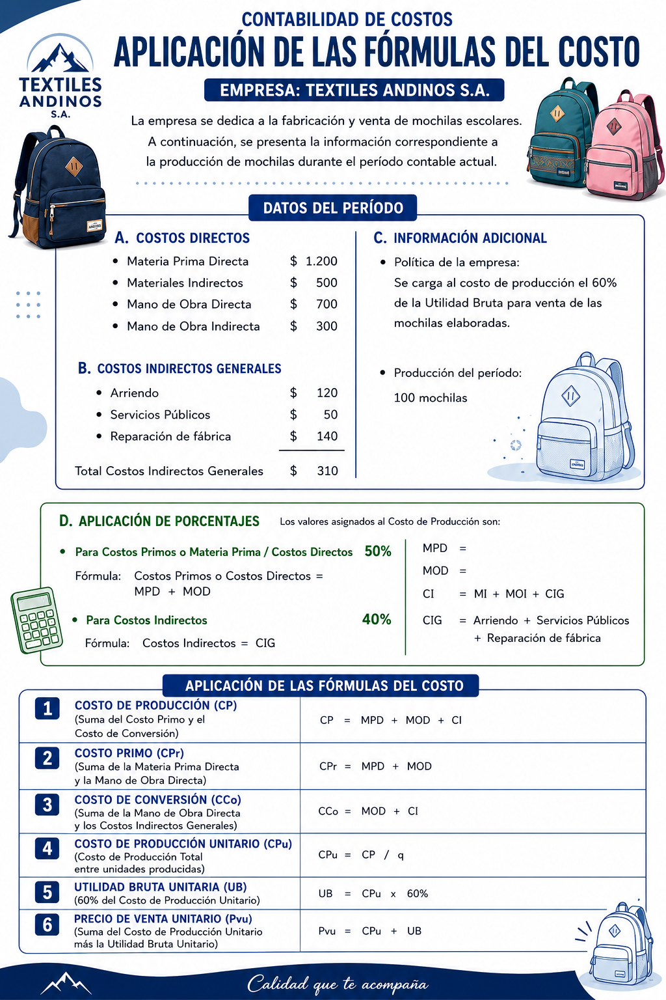 CONTABILIDAD DE COSTOS
APLICACIÓN DE LAS FÓRMULAS DEL COSTO
TEXTILES
ANDINOS
S.A.
EMPRESA: TEXTILES ANDINOS S.A.
La empresa se dedica a la fabricación y venta de mochilas escolares.
A continuación, se presenta la información correspondiente a
la producción de mochilas durante el período contable actual.
DATOS DEL PERÍODO
A. COSTOS DIRECTOS
• Materia Prima Directa $ 1.200
• Materiales Indirectos $ 500
• Mano de Obra Directa $ 700
• Mano de Obra Indirecta $ 300
B. COSTOS INDIRECTOS GENERALES
• Arriendo $ 120
• Servicios Públicos $ 50
• Reparación de fábrica $ 140
Total Costos Indirectos Generales $ 310
C. INFORMACIÓN ADICIONAL
• Política de la empresa:
Se carga al costo de producción el 60%
de la Utilidad Bruta para venta de las
mochilas elaboradas.
• Producción del período:
100 mochilas
D. APLICACIÓN DE PORCENTAJES Los valores asignados al Costo de Producción son:
• Para Costos Primos o Materia Prima / Costos Directos 50%
Fórmula: Costos Primos o Costos Directos =
MPD + MOD
• Para Costos Indirectos 40%
Fórmula: Costos Indirectos = CIG
MPD =
MOD =
CI = MI + MOI + CIG
CIG = Arriendo + Servicios Públicos
+ Reparación de fábrica
APLICACIÓN DE LAS FÓRMULAS DEL COSTO
1 COSTO DE PRODUCCIÓN (CP)
(Suma del Costo Primo y el
Costo de Conversión)
CP = MPD + MOD + CI
2 COSTO PRIMO (CPr)
(Suma de la Materia Prima Directa
y la Mano de Obra Directa)
CPr = MPD + MOD
3 COSTO DE CONVERSIÓN (CCo)
(Suma de la Mano de Obra Directa
y los Costos Indirectos Generales)
CCo = MOD + CI
4 COSTO DE PRODUCCIÓN UNITARIO (CPu)
(Costo de Producción Total
entre unidades producidas)
CPu = CP / q
5 UTILIDAD BRUTA UNITARIA (UB)
(60% del Costo de Producción Unitario)
UB = CPu x 60%
6 PRECIO DE VENTA UNITARIO (Pvu)
(Suma del Costo de Producción Unitario
más la Utilidad Bruta Unitario)
Pvu = CPu + UB
Calidad que te acompaña